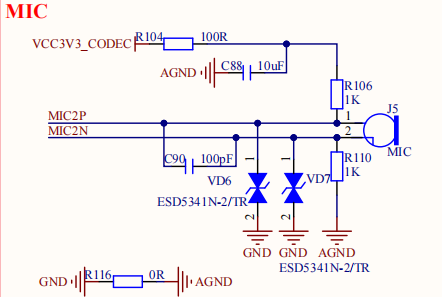 MIC
VCC3V3_CODEC R104 100R
AGND C88 10uF
R106
1K
J5
MIC2P 1
MIC2N 2
MIC
C90 100pF
R110
1K
1 1
VD6 VD7
ESD5341N-2/TR
2 2
GND GND AGND
ESD5341N-2/TR
GND R116 0R AGND